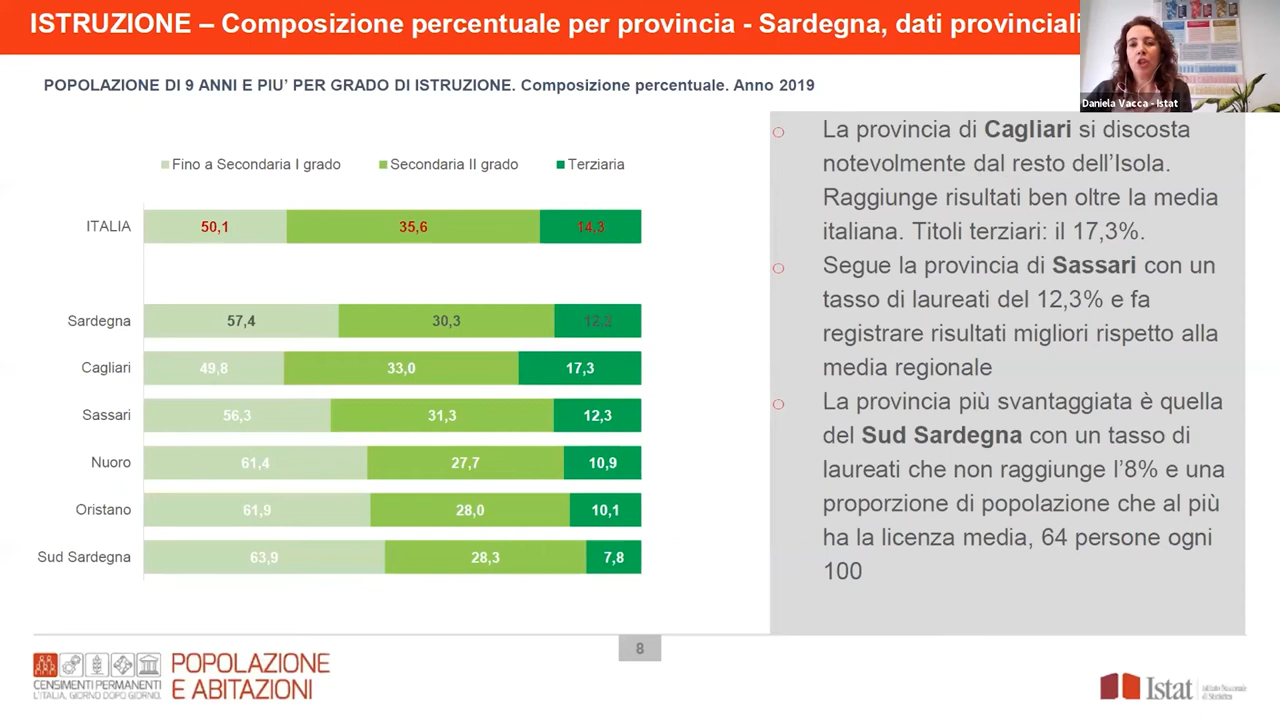 ISTRUZIONE – Composizione percentuale per provincia - Sardegna, dati provinciali
Daniela Vacca - Istat
POPOLAZIONE DI 9 ANNI E PIU' PER GRADO DI ISTRUZIONE. Composizione percentuale. Anno 2019
Fino a Secondaria I grado Secondaria II grado Terziaria
ITALIA 50,1 35,6 14,3
Sardegna 57,4 30,3 12,2
Cagliari 49,8 33,0 17,3
Sassari 56,3 31,3 12,3
Nuoro 61,4 27,7 10,9
Oristano 61,9 28,0 10,1
Sud Sardegna 63,9 28,3 7,8
La provincia di Cagliari si discosta
notevolmente dal resto dell'Isola.
Raggiunge risultati ben oltre la media
italiana. Titoli terziari: il 17,3%.
Segue la provincia di Sassari con un
tasso di laureati del 12,3% e fa
registrare risultati migliori rispetto alla
media regionale
La provincia più svantaggiata è quella
del Sud Sardegna con un tasso di
laureati che non raggiunge l'8% e una
proporzione di popolazione che al più
ha la licenza media, 64 persone ogni
100
8
CENSIMENTI PERMANENTI
L'ITALIA, GIORNO DOPO GIORNO.
POPOLAZIONE
E ABITAZIONI
Istat
Istituto Nazionale
di Statistica